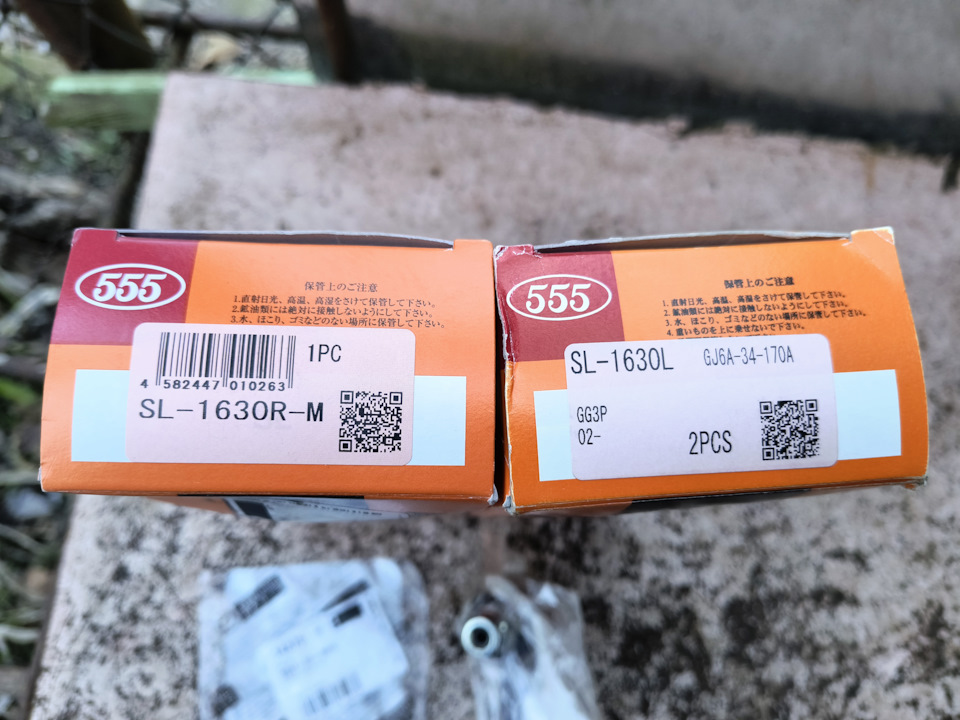 555
保管上のご注意
1.直射日光、高温、高湿をさけて保管して下さい。
2.鉱油類には絶対に接触しないようにして下さい。
3.水、ほこり、ゴミなどのない場所に保管して下さい。
1PC
4 582447 010263
SL-1630R-M
555
保管上のご注意
1.直射日光、高温、高湿をさけて保管して下さい。
2.鉱油類には絶対に接触しないようにして下さい。
3.水、ほこり、ゴミなどのない場所に保管して下さい。
4.重いものを上に乗せないで下さい。
SL-1630L GJ6A-34-170A
GG3P
02-
2PCS